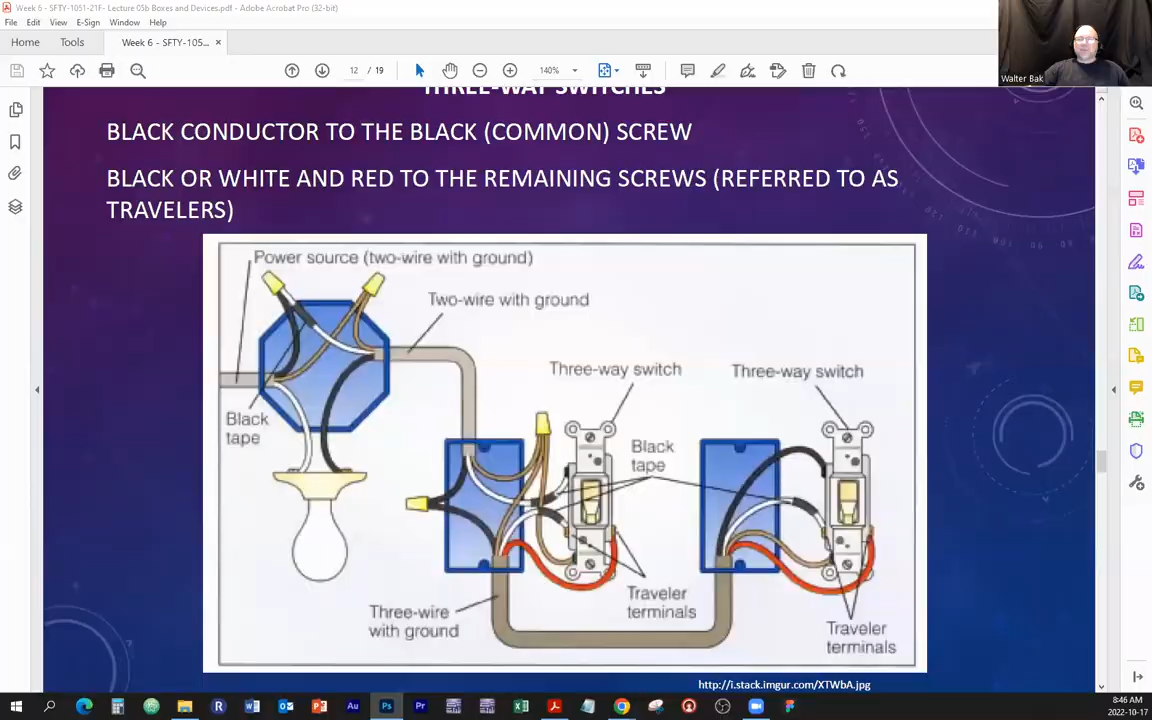 Week 6 - SFTY-1051-21F- Lecture 05b Boxes and Devices.pdf - Adobe Acrobat Pro (32-bit)
File Edit View E-Sign Window Help
Home Tools Week 6 - SFTY-105... ×
12 / 19 140%
Walter Bak
THREE-WAY SWITCHES
BLACK CONDUCTOR TO THE BLACK (COMMON) SCREW
BLACK OR WHITE AND RED TO THE REMAINING SCREWS (REFERRED TO AS
TRAVELERS)
Power source (two-wire with ground)
Two-wire with ground
Three-way switch
Three-way switch
Black
tape
Black
tape
Three-wire
with ground
Traveler
terminals
Traveler
terminals
http://i.stack.imgur.com/XTWbA.jpg
8:46 AM
2022-10-17